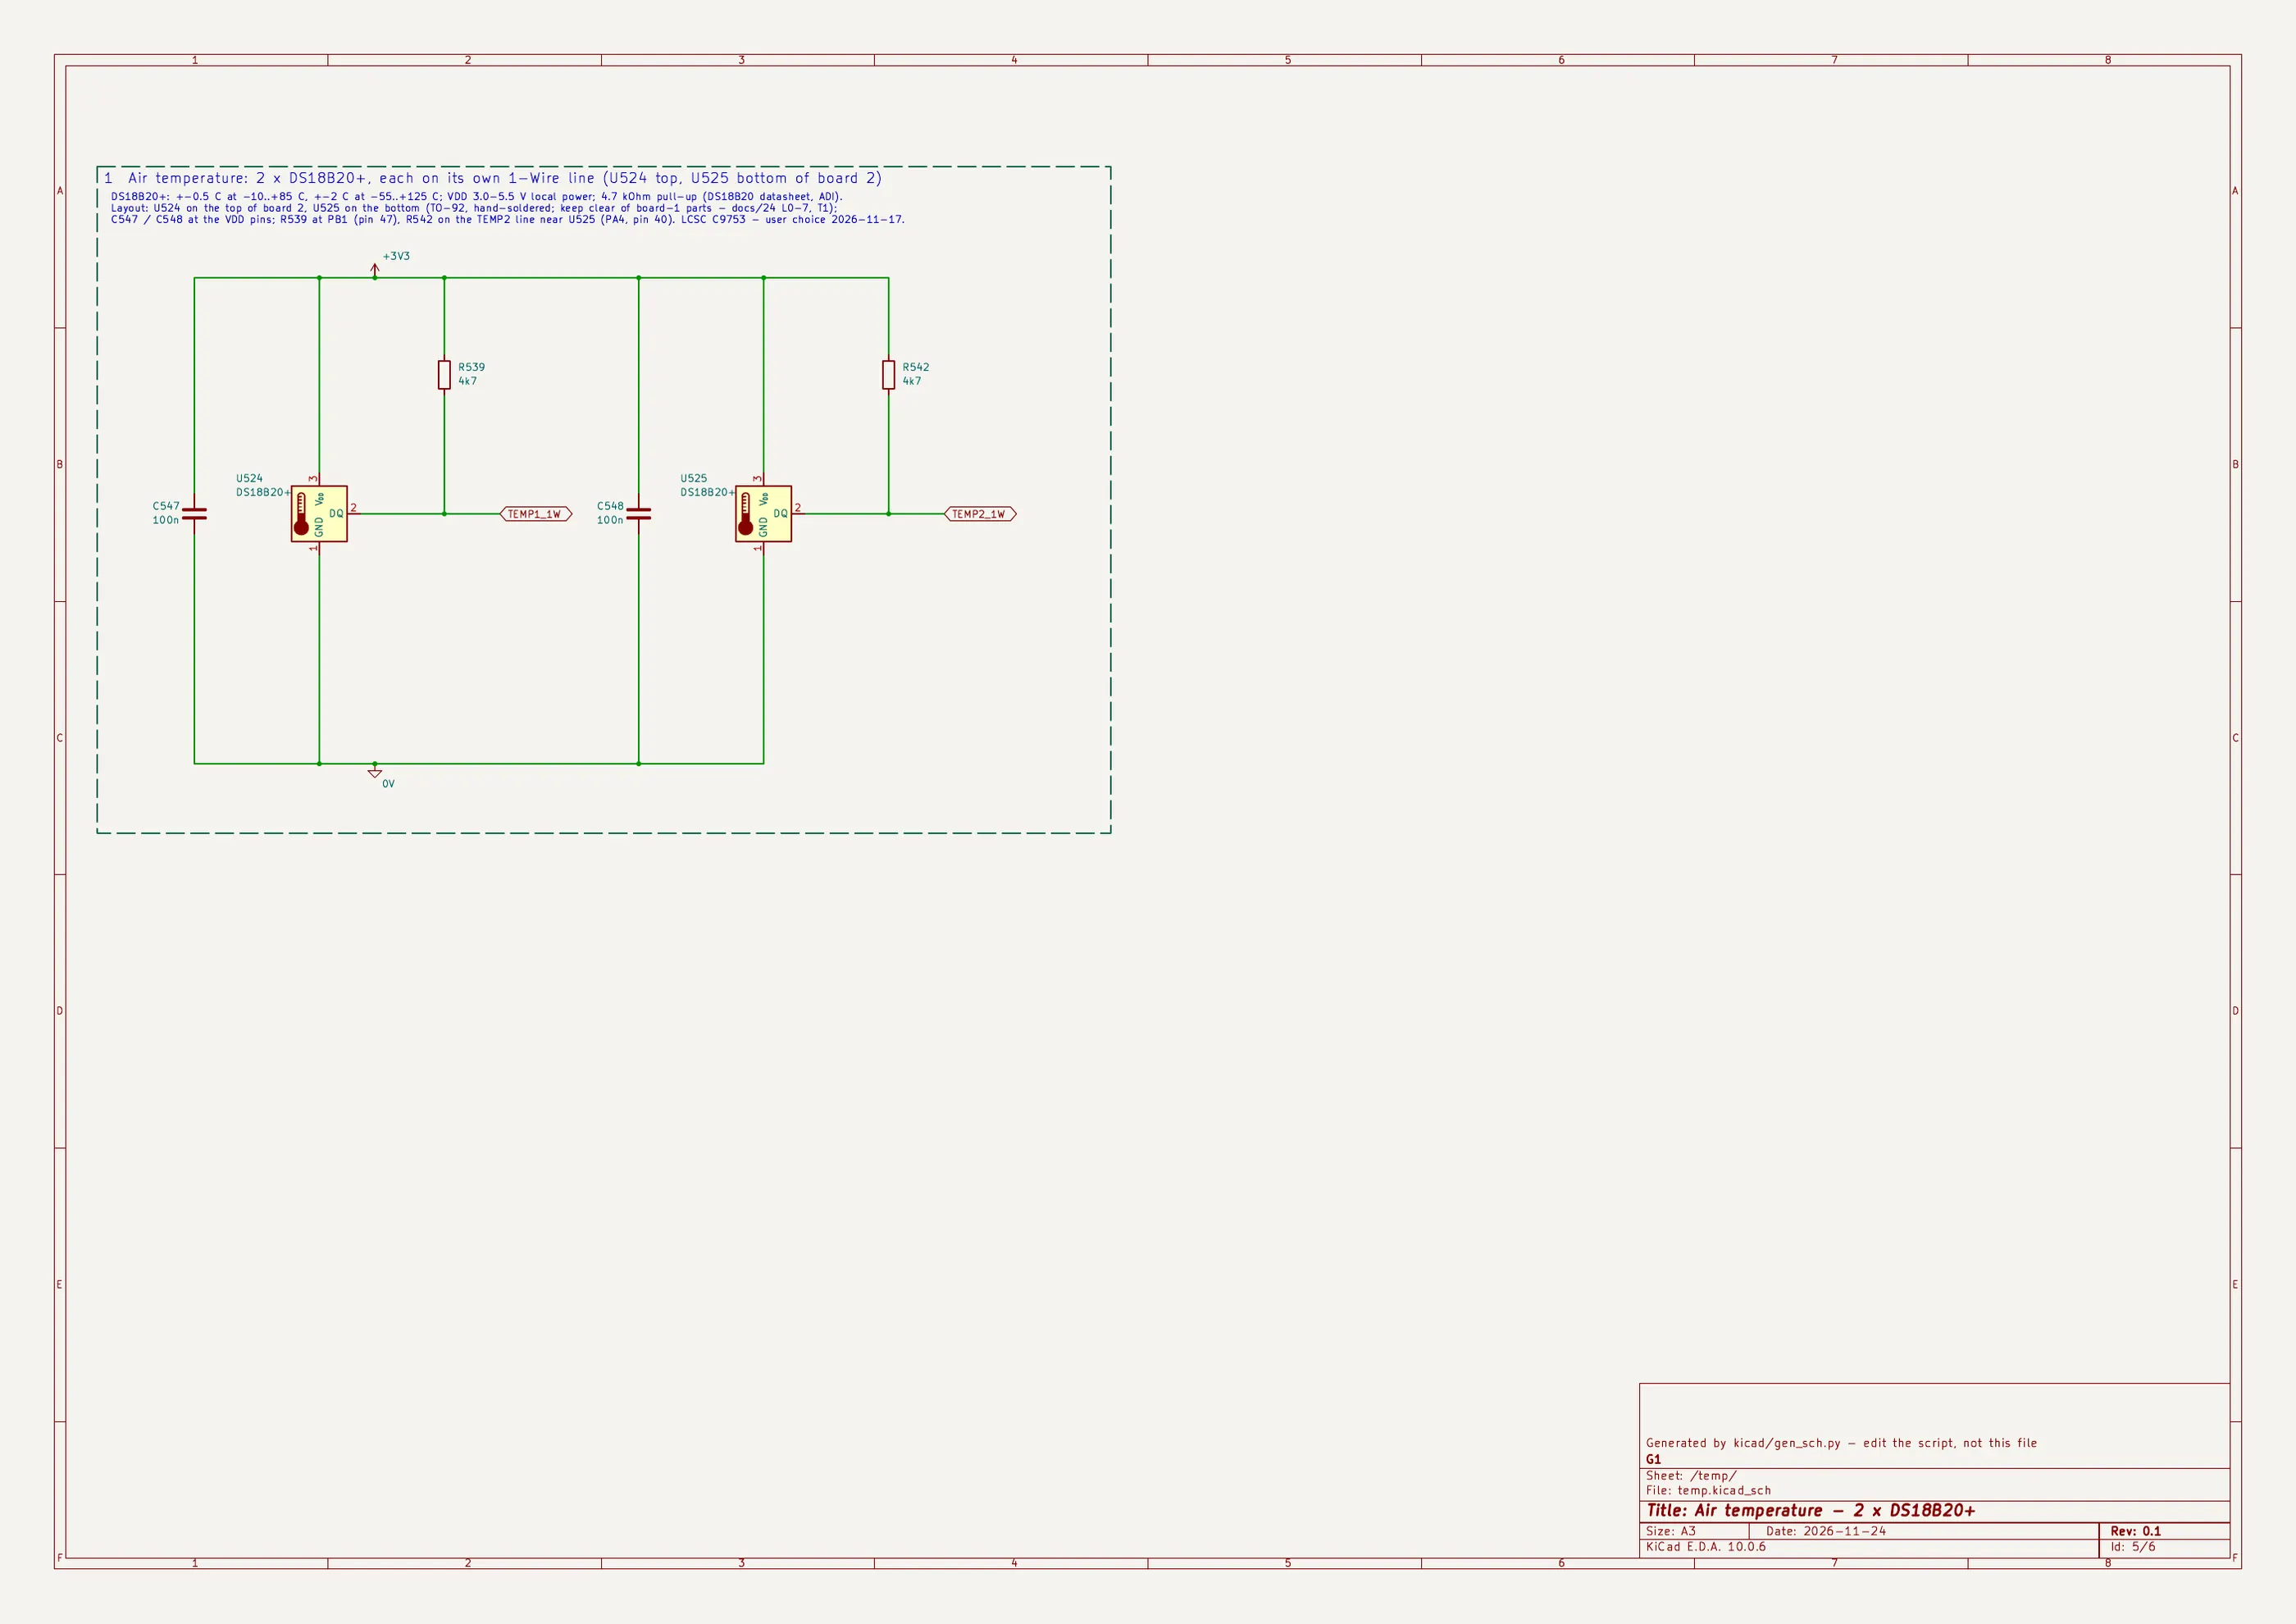 1 2 3 4 5 6 7 8
A A
1 Air temperature: 2 x DS18B20+, each on its own 1-Wire line (U524 top, U525 bottom of board 2)
DS18B20+: +-0.5 C at -10..+85 C, +-2 C at -55..+125 C; VDD 3.0-5.5 V local power; 4.7 kOhm pull-up (DS18B20 datasheet, ADI).
Layout: U524 on the top of board 2, U525 on the bottom (TO-92, hand-soldered; keep clear of board-1 parts - docs/24 L0-7, T1);
C547 / C548 at the VDD pins; R539 at PB1 (pin 47), R542 on the TEMP2 line near U525 (PA4, pin 40). LCSC C9753 - user choice 2026-11-17.
+3V3
R539
4k7
R542
4k7
B B
U524
DS18B20+
3
VDD
GND
DQ
2
1
C547
100n
TEMP1_1W
U525
DS18B20+
3
VDD
GND
DQ
2
1
C548
100n
TEMP2_1W
C C
0V
D D
E E
Generated by kicad/gen_sch.py - edit the script, not this file
G1
Sheet: /temp/
File: temp.kicad_sch
Title: Air temperature - 2 x DS18B20+
Size: A3 Date: 2026-11-24 Rev: 0.1
KiCad E.D.A. 10.0.6 Id: 5/6
F F
1 2 3 4 5 6 7 8